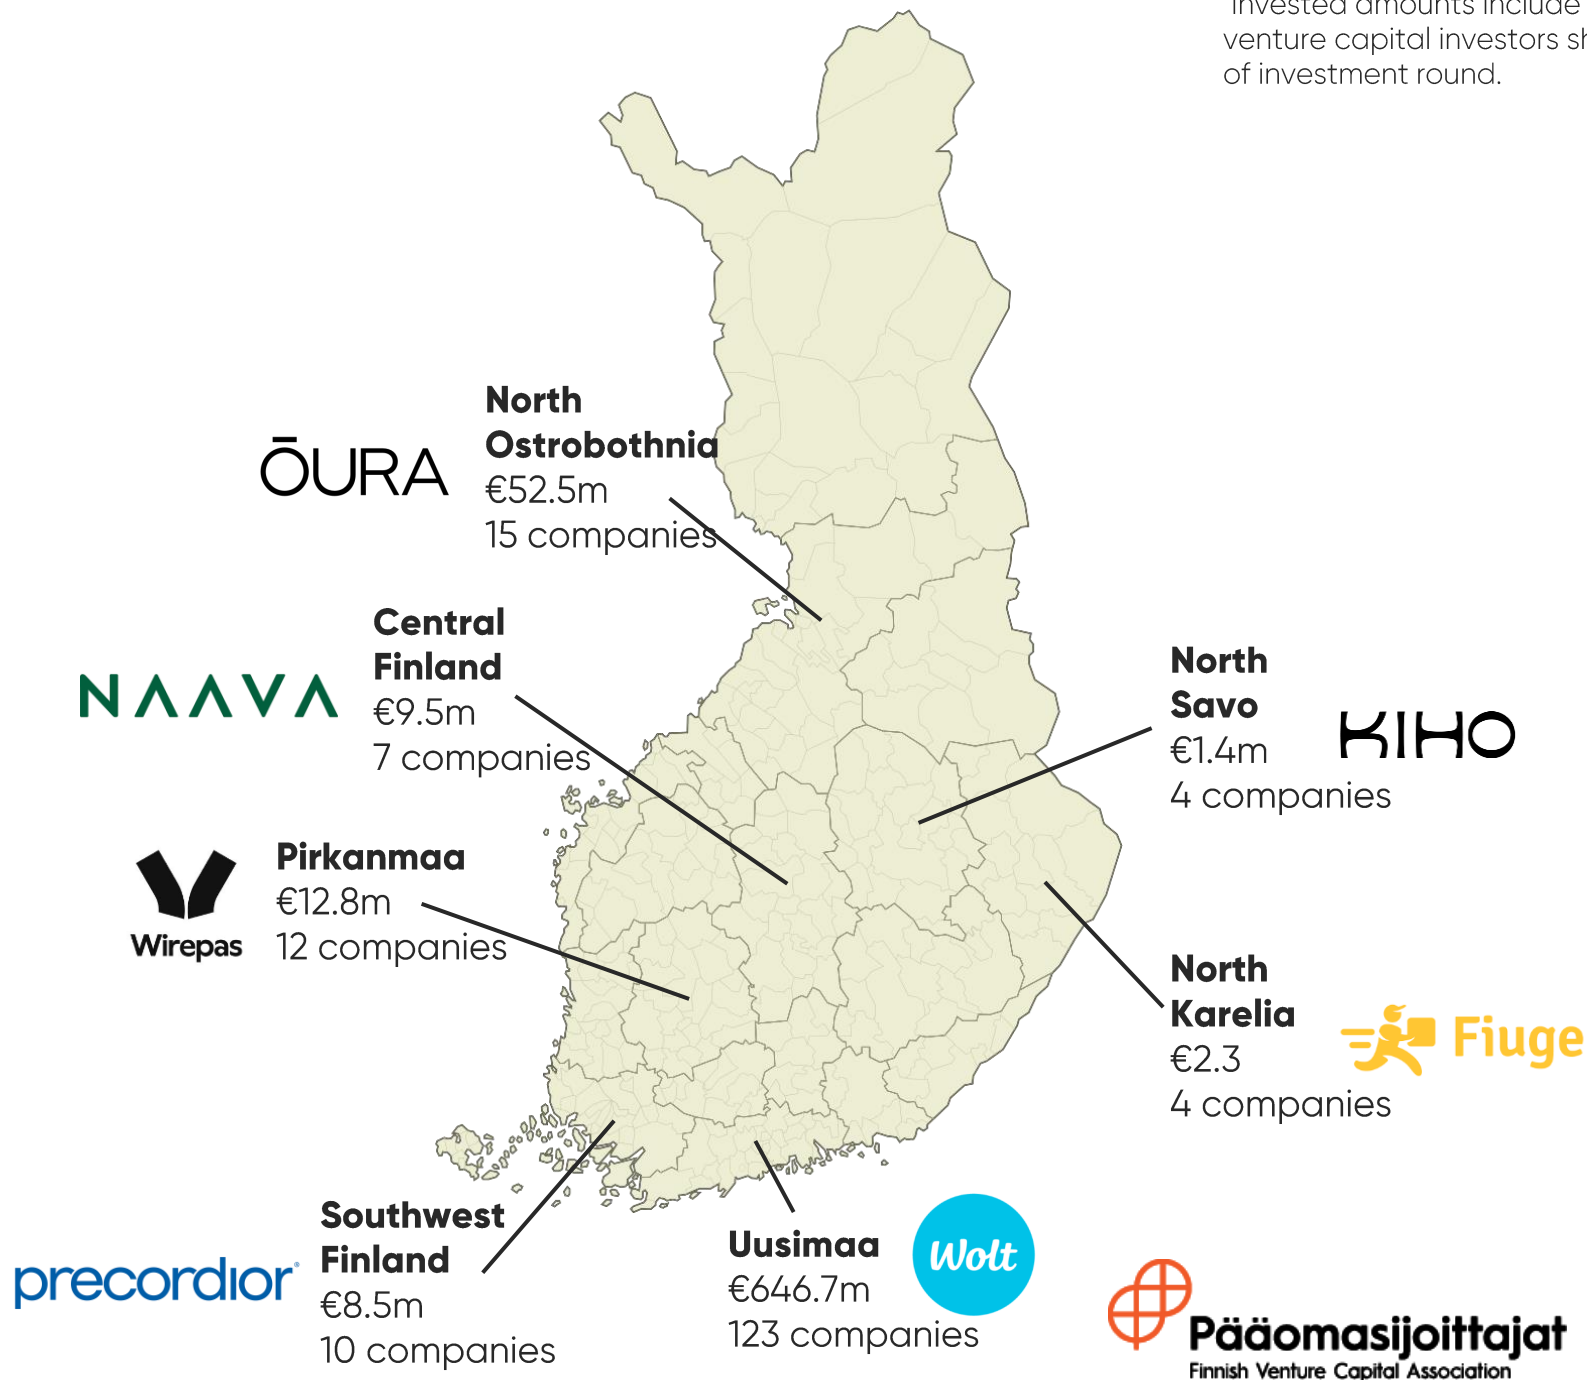 Invested amounts include
venture capital investors sh
of investment round.
North
Ostrobothnia
€52.5m
15 companies
ŌURA
Central
Finland
€9.5m
7 companies
NAAVA
North
Savo
€1.4m
4 companies
KIHO
Pirkanmaa
€12.8m
12 companies
Wirepas
North
Karelia
€2.3
4 companies
Fiuge
Southwest
Finland
€8.5m
10 companies
precordior
Uusimaa
€646.7m
123 companies
Wolt
Pääomasijoittajat
Finnish Venture Capital Association